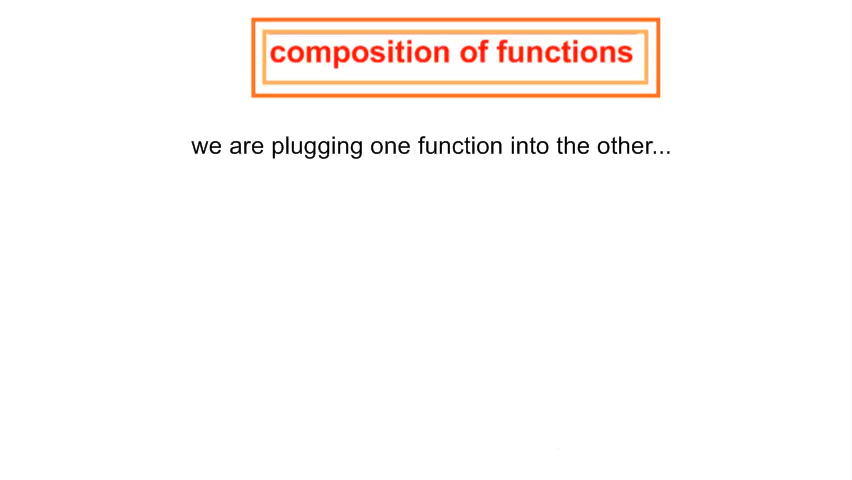 composition of functions
we are plugging one function into the other...